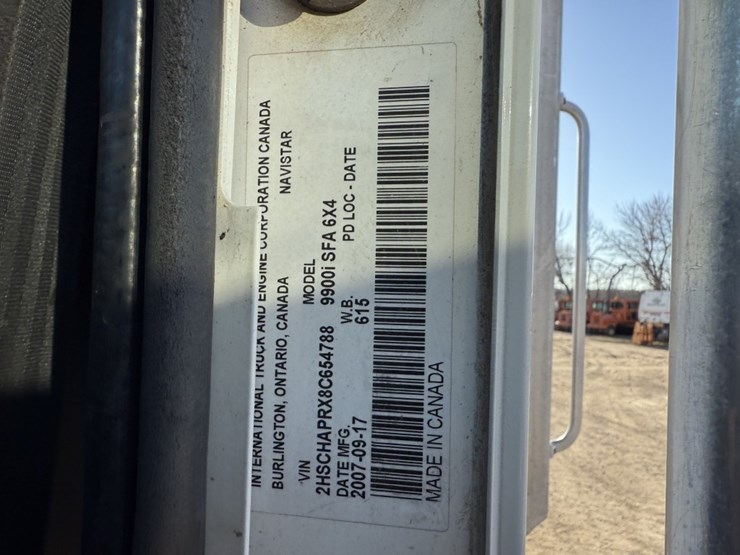 INTERNATIONAL TRUCK AND ENGINE CORPORATION CANADA
BURLINGTON, ONTARIO, CANADA NAVISTAR
VIN MODEL
2HSCHAPRX8C654788 9900i SFA 6X4
DATE MFG. W.B. PD LOC - DATE
2007-09-17 615
MADE IN CANADA